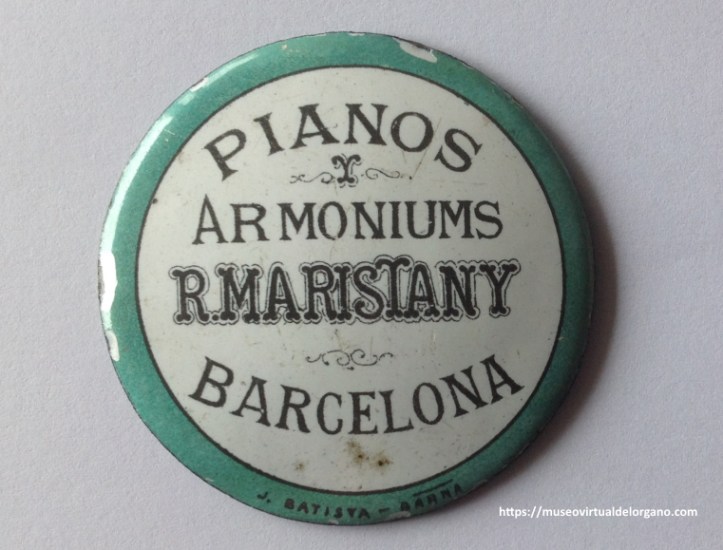 PIANOS
Y
ARMONIUMS
R. MARISTANY
BARCELONA
J. BATISTA - BARNA
https://museovirtualdelorgano.com